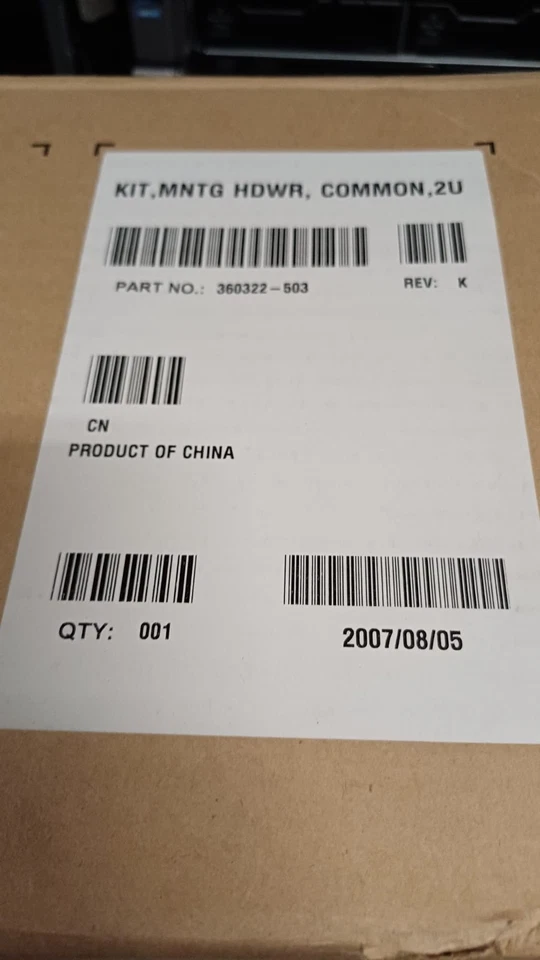 KIT,MNTG HDWR, COMMON,2U
PART NO.: 360322-503 REV: K
CN
PRODUCT OF CHINA
QTY: 001 2007/08/05